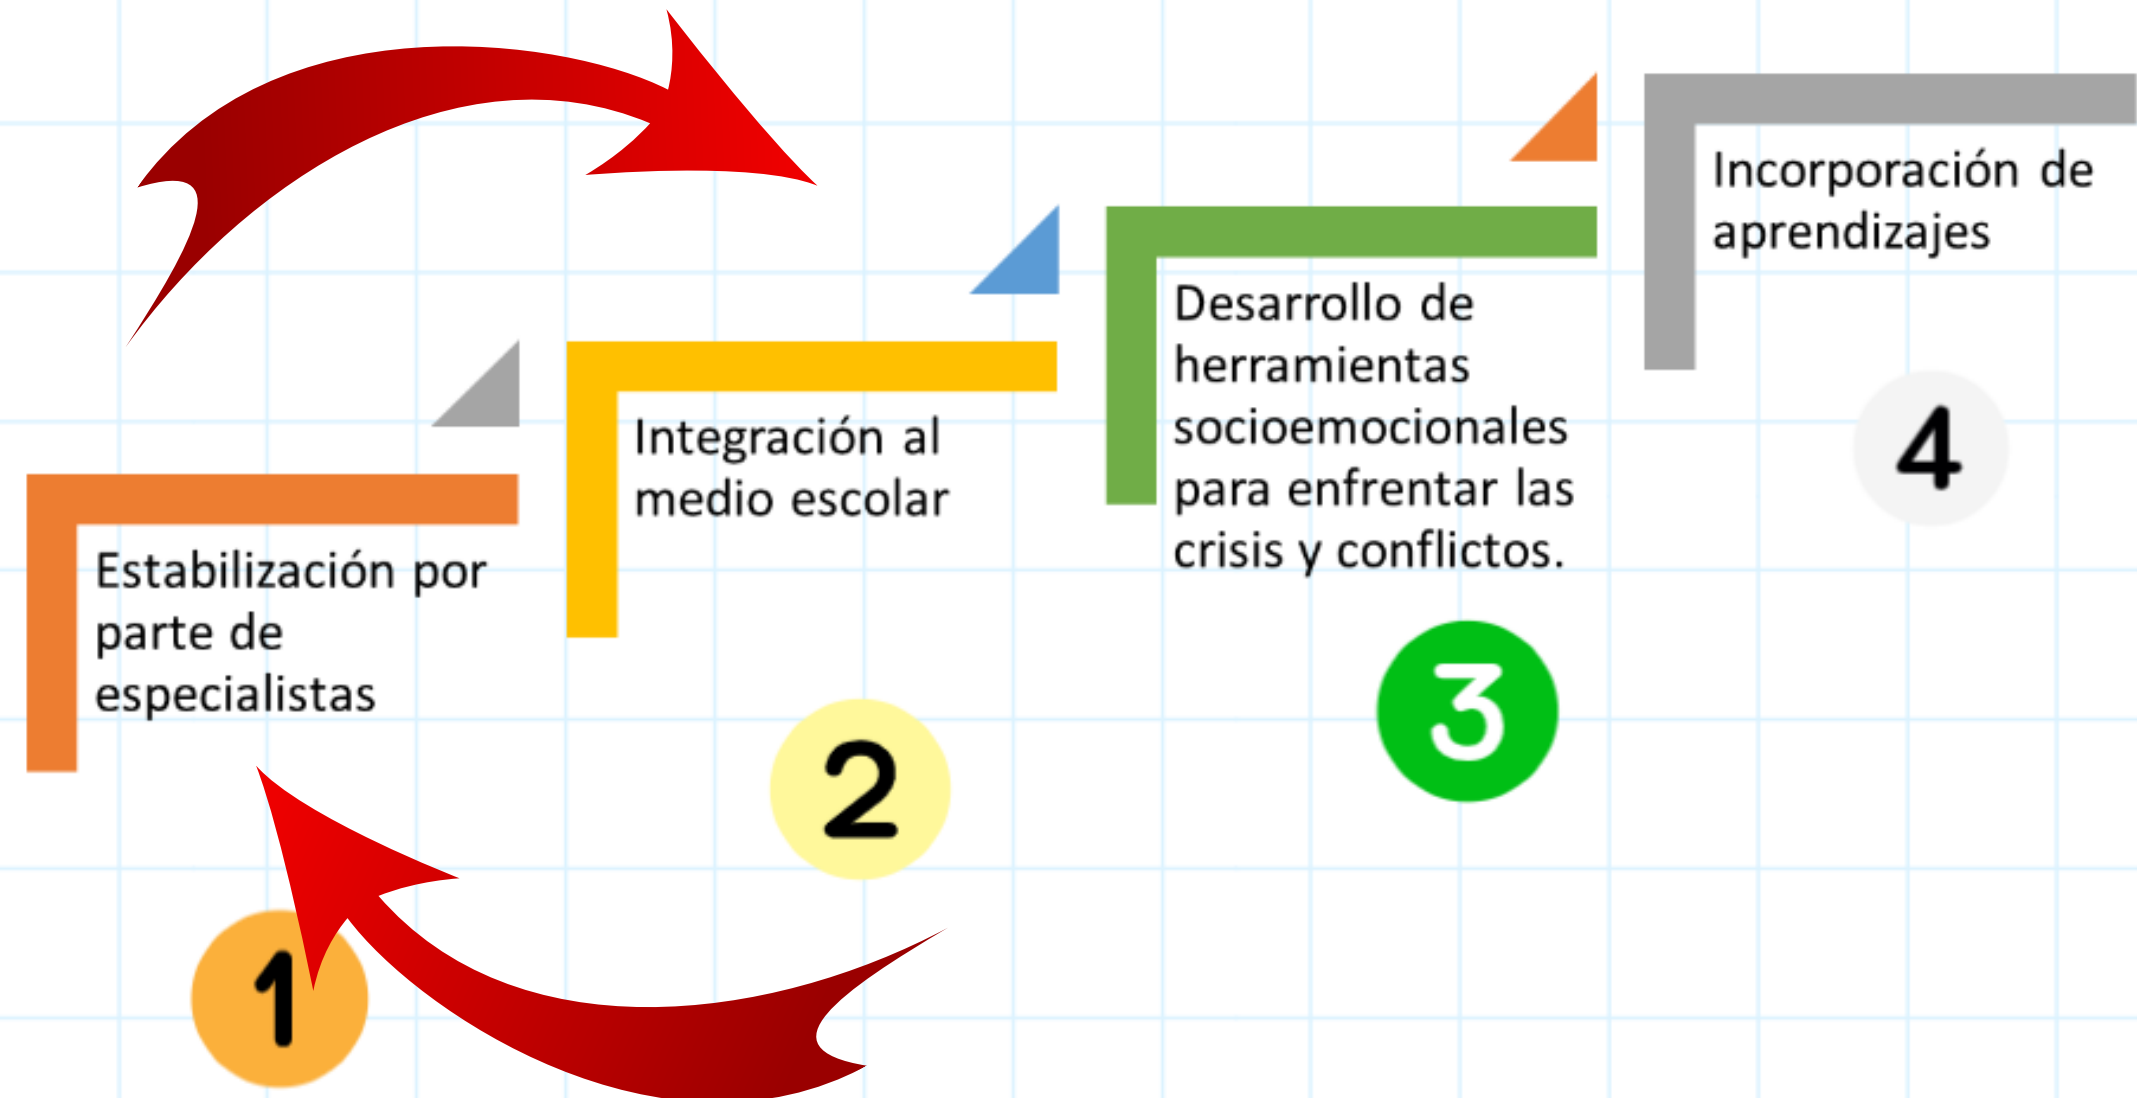 Estabilización por
parte de
especialistas
1
Integración al
medio escolar
2
Desarrollo de
herramientas
socioemocionales
para enfrentar las
crisis y conflictos.
3
Incorporación de
aprendizajes
4